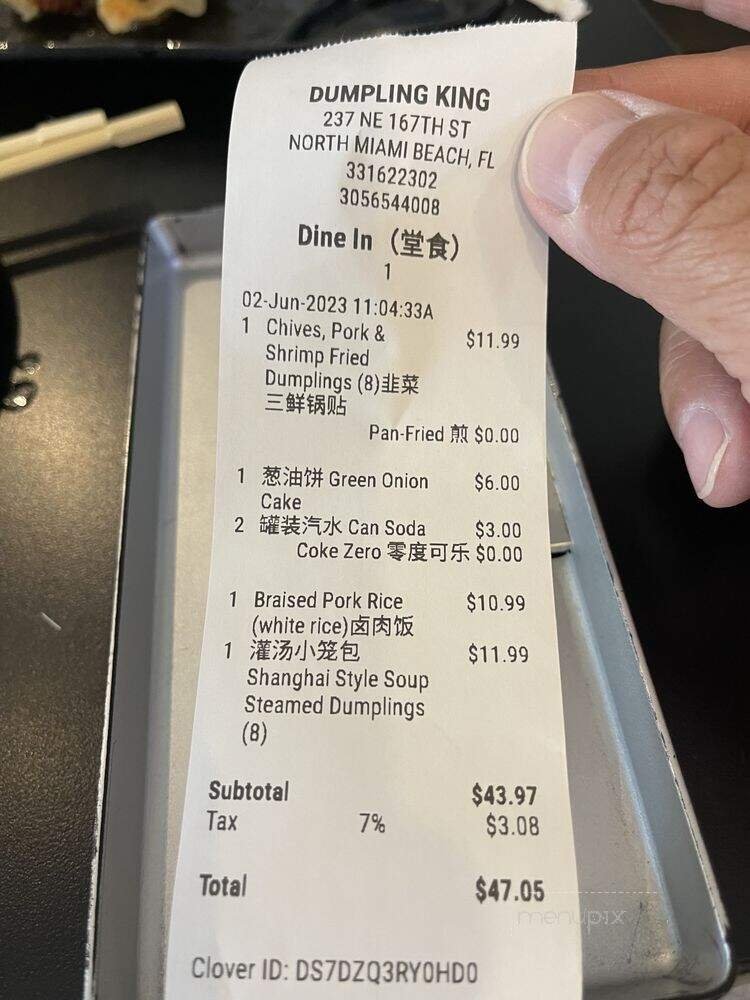 DUMPLING KING
237 NE 167TH ST
NORTH MIAMI BEACH, FL
331622302
3056544008
Dine In（堂食）
1
02-Jun-2023 11:04:33A
1 Chives, Pork & $11.99
Shrimp Fried
Dumplings (8)韭菜
三鲜锅贴
Pan-Fried 煎 $0.00
1 葱油饼 Green Onion $6.00
Cake
2 罐装汽水 Can Soda $3.00
Coke Zero 零度可乐 $0.00
1 Braised Pork Rice $10.99
(white rice)卤肉饭
1 灌汤小笼包 $11.99
Shanghai Style Soup
Steamed Dumplings
(8)
Subtotal $43.97
Tax 7% $3.08
Total $47.05
menupix
Clover ID: DS7DZQ3RY0HD0